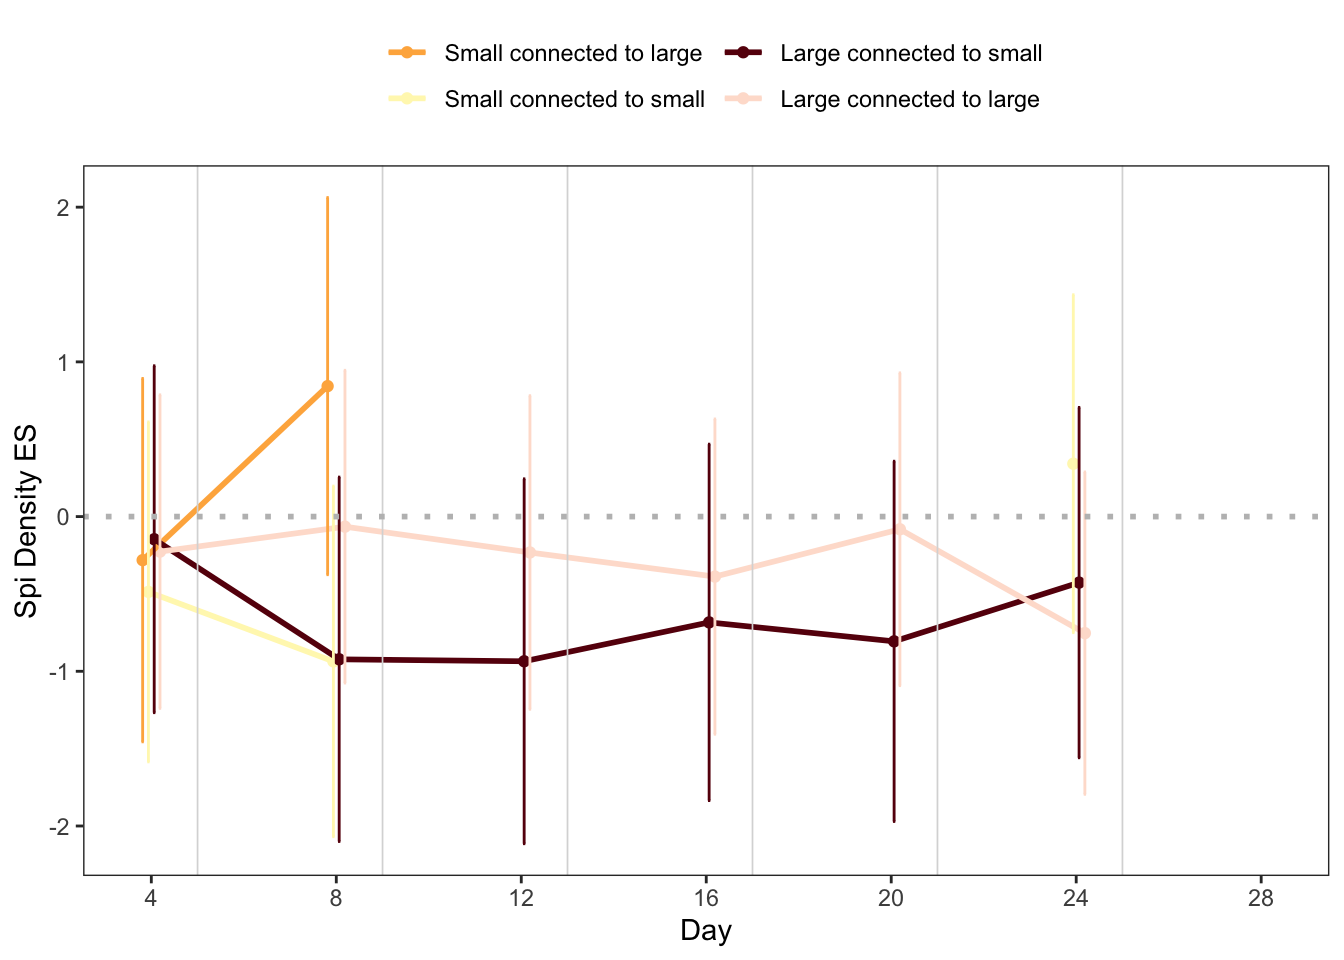 Small connected to large
Large connected to small
Small connected to small
Large connected to large
Spi Density ES
2
1
0
-1
-2
4
8
12
16
20
24
28
Day